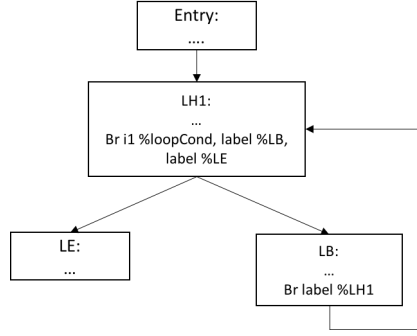 Entry:
....
LH1:
...
Br i1 %loopCond, label %LB,
label %LE
LE:
...
LB:
...
Br label %LH1